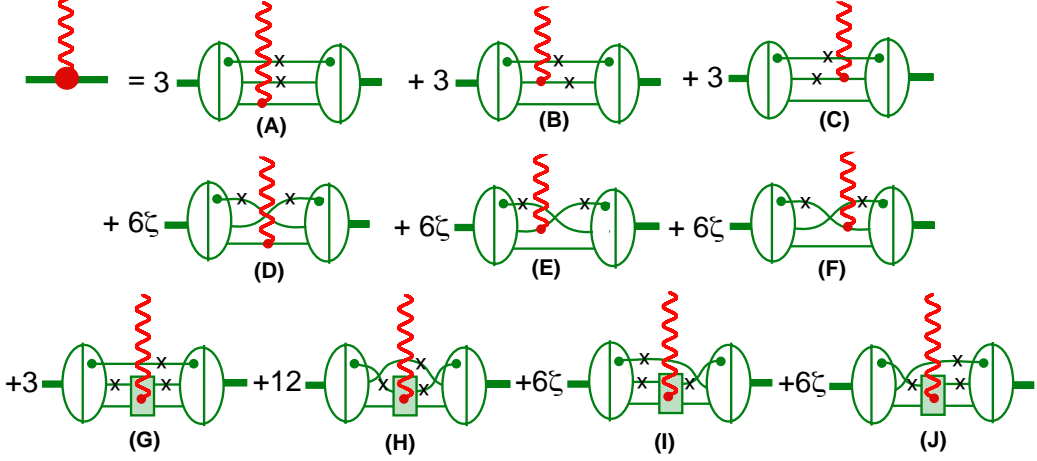 = 3 + 3 + 3
x x x x x x
(A) (B) (C)
+ 6ζ + 6ζ + 6ζ
x x x x x x
(D) (E) (F)
+3 +12 +6ζ +6ζ
x x x x x x x x x x x x
(G) (H) (I) (J)